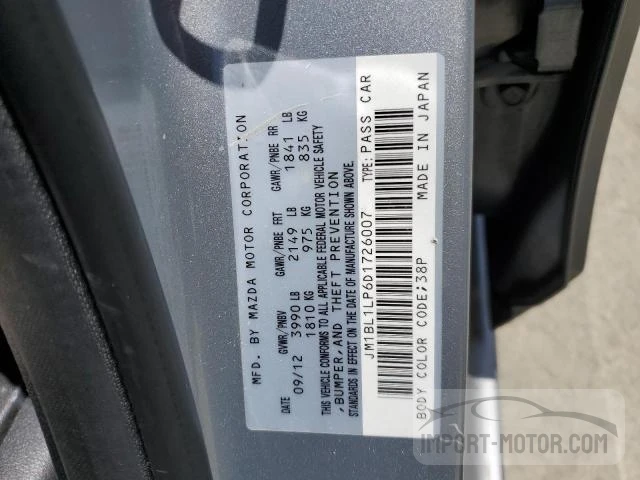 MFD. BY MAZDA MOTOR CORPORATION
DATE GVWR/PNBV GAWR/PNBE FRT GAWR/PNBE RR
09/12 3990 LB 2149 LB 1841 LB
1810 KG 975 KG 835 KG
THIS VEHICLE CONFORMS TO ALL APPLICABLE FEDERAL MOTOR VEHICLE SAFETY
,BUMPER,AND THEFT PREVENTION
STANDARDS IN EFFECT ON THE DATE OF MANUFACTURE SHOWN ABOVE.
JM1BL1LP6D1726007 TYPE:PASS CAR
BODY COLOR CODE;38P MADE IN JAPAN
IMPORT-MOTOR.COM